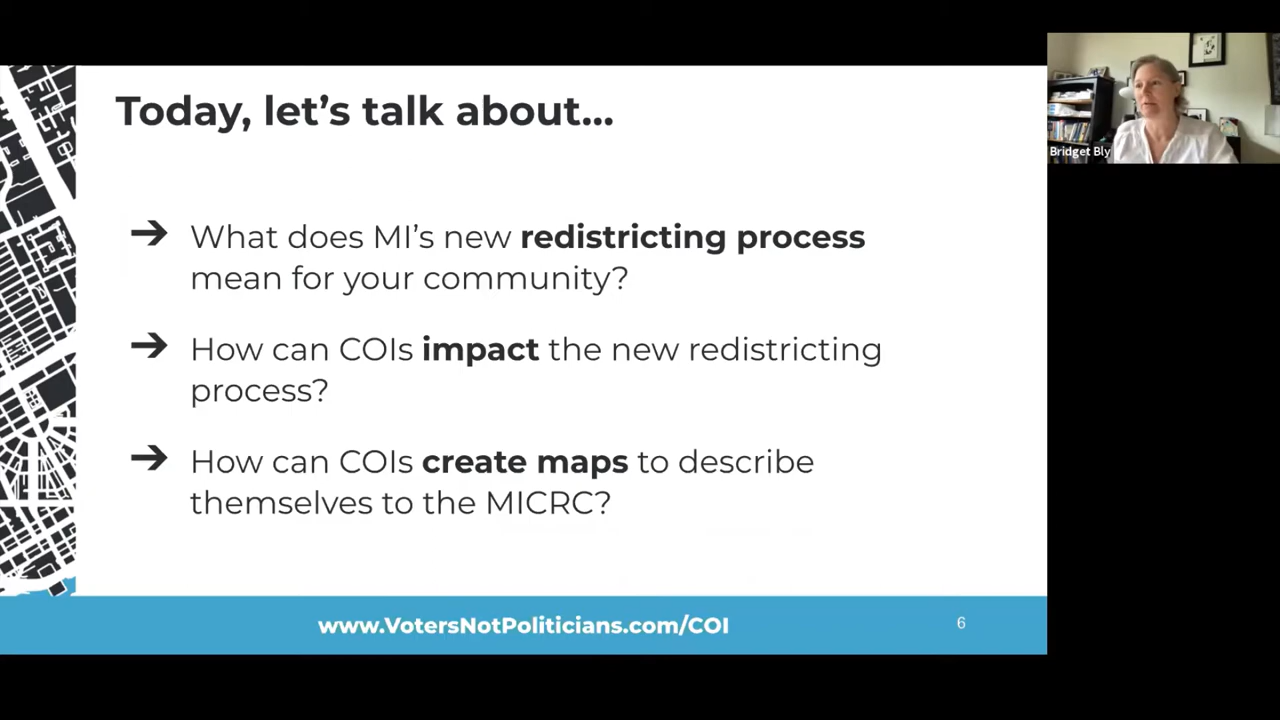 Today, let's talk about...
➔ What does MI's new redistricting process
mean for your community?
➔ How can COIs impact the new redistricting
process?
➔ How can COIs create maps to describe
themselves to the MICRC?
www.VotersNotPoliticians.com/COI
6
Bridget Bly